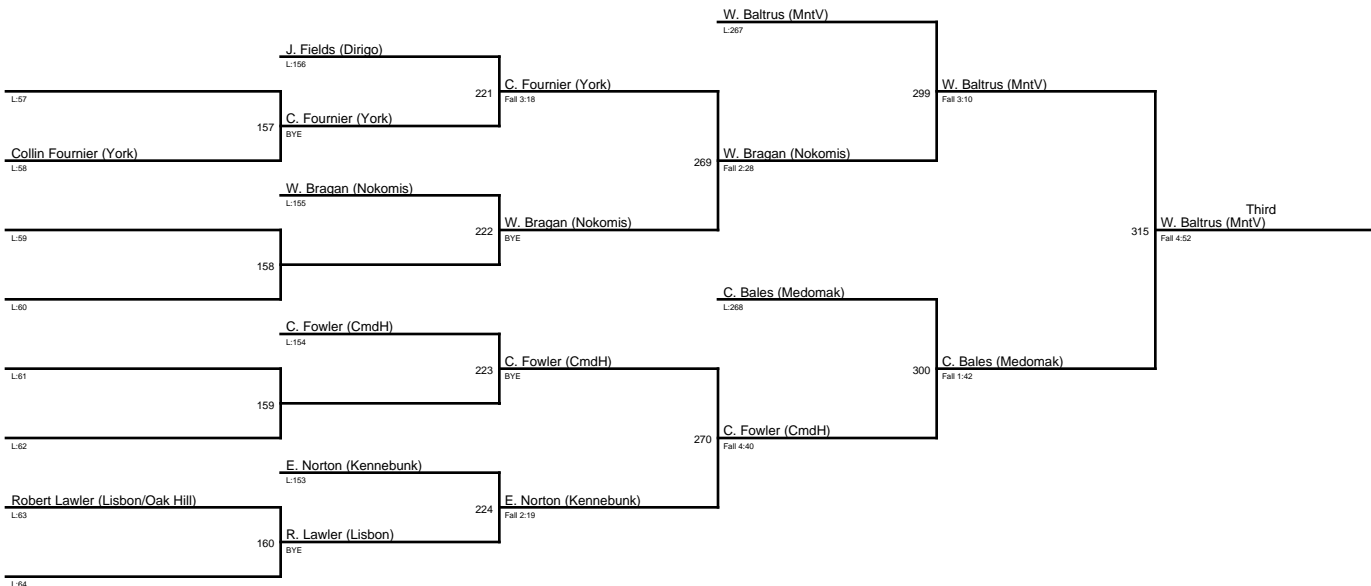 W. Baltrus (MntV)
L:267
J. Fields (Dirigo)
L:156
L:57
221
C. Fournier (York)
Fall 3:18
299
W. Baltrus (MntV)
Fall 3:10
157
C. Fournier (York)
BYE
Collin Fournier (York)
L:58
269
W. Bragan (Nokomis)
Fall 2:28
W. Bragan (Nokomis)
L:155
Third
L:59
222
W. Bragan (Nokomis)
BYE
315
W. Baltrus (MntV)
Fall 4:52
158
L:60
C. Bales (Medomak)
L:268
C. Fowler (CmdH)
L:154
L:61
223
C. Fowler (CmdH)
BYE
300
C. Bales (Medomak)
Fall 1:42
159
L:62
270
C. Fowler (CmdH)
Fall 4:40
E. Norton (Kennebunk)
L:153
Robert Lawler (Lisbon/Oak Hill)
L:63
224
E. Norton (Kennebunk)
Fall 2:19
160
R. Lawler (Lisbon)
BYE
L:64